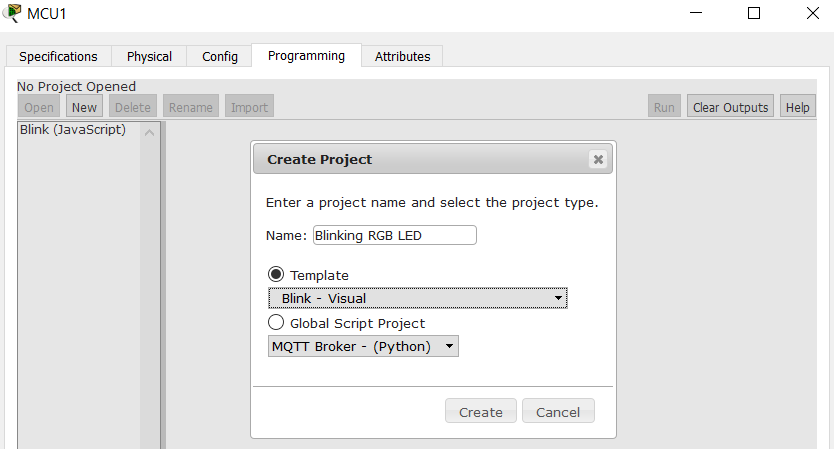 MCU1
Specifications Physical Config Programming Attributes
No Project Opened
Open New Delete Rename Import Run Clear Outputs Help
Blink (JavaScript)
Create Project
Enter a project name and select the project type.
Name: Blinking RGB LED
Template
Blink - Visual
Global Script Project
MQTT Broker - (Python)
Create Cancel